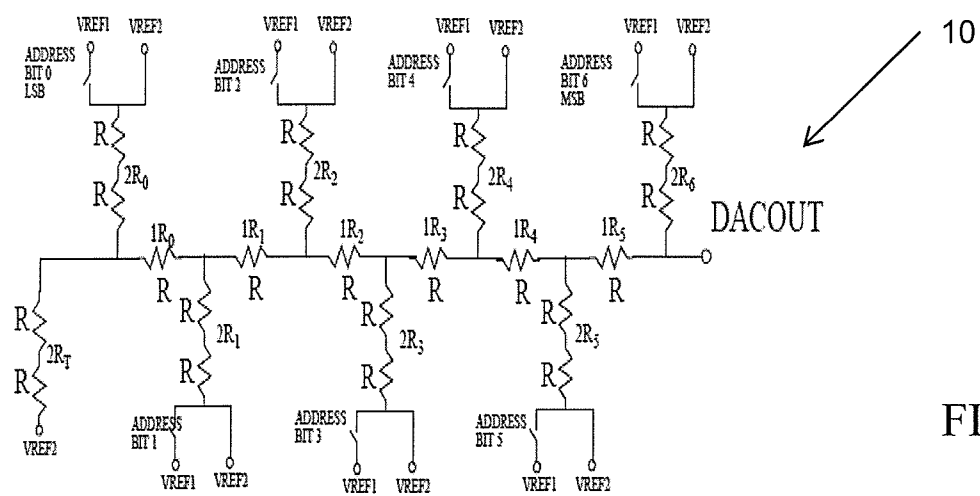 VREF1 VREF2 VREF1 VREF2 VREF1 VREF2 VREF1 VREF2
10
ADDRESS
BIT 0
LSB
ADDRESS
BIT 2
ADDRESS
BIT 4
ADDRESS
BIT 6
MSB
R R R R
2R0 2R2 2R4 2R6
R R R R
DACOUT
1R0 1R1 1R2 1R3 1R4 1R5
R R R R R R
R R R R
2RT 2R1 2R3 2R5
R R R R
VREF2
ADDRESS
BIT 1
ADDRESS
BIT 3
ADDRESS
BIT 5
VREF1 VREF2 VREF1 VREF2 VREF1 VREF2